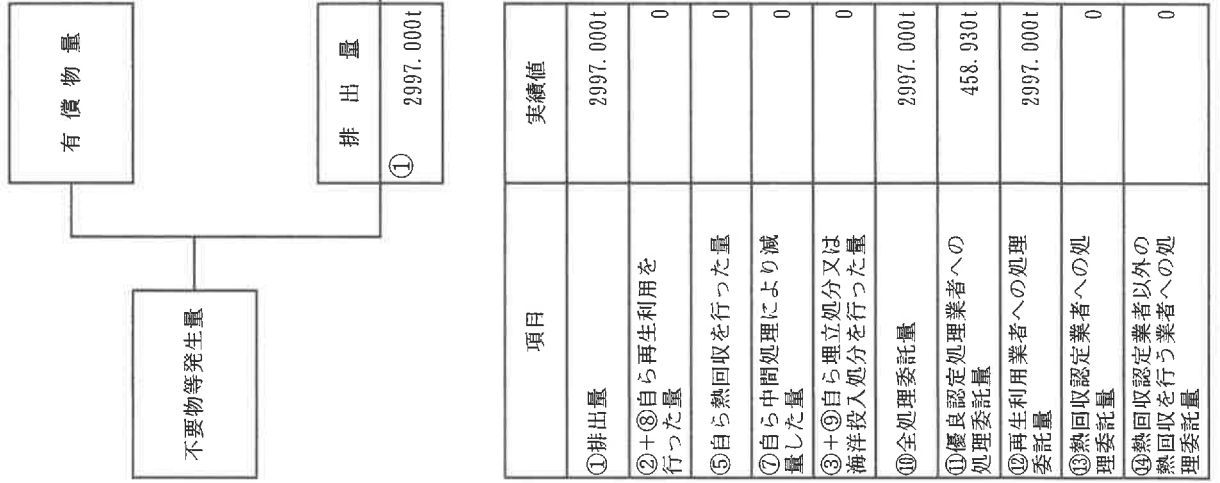 不要物等発生量
有償物量
排出量
① 2997.000t
項目 実績値
①排出量 2997.000t
②+⑧自ら再生利用を
行った量 0
⑤自ら熱回収を行った量 0
⑦自ら中間処理により減
量した量 0
③+⑨自ら埋立処分又は
海洋投入処分を行った量 0
⑩全処理委託量 2997.000t
⑪優良認定処理業者への
処理委託量 458.930t
⑫再生利用業者への処理
委託量 2997.000t
⑬熱回収認定業者への処
理委託量 0
⑭熱回収認定業者以外の
熱回収を行う業者への処
理委託量 0